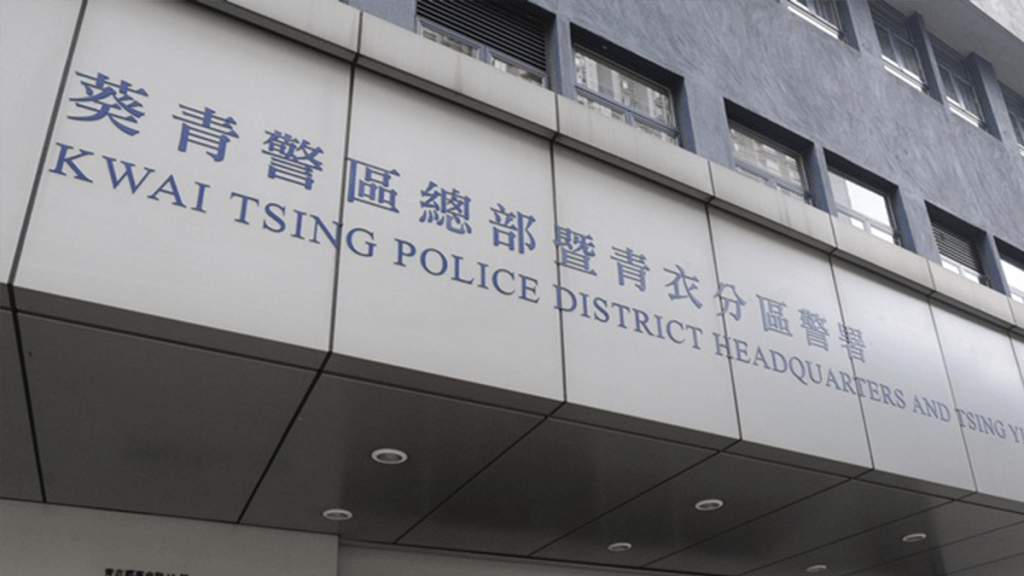 葵青警區總部暨青衣分區警署
KWAI TSING POLICE DISTRICT HEADQUARTERS AND TSING